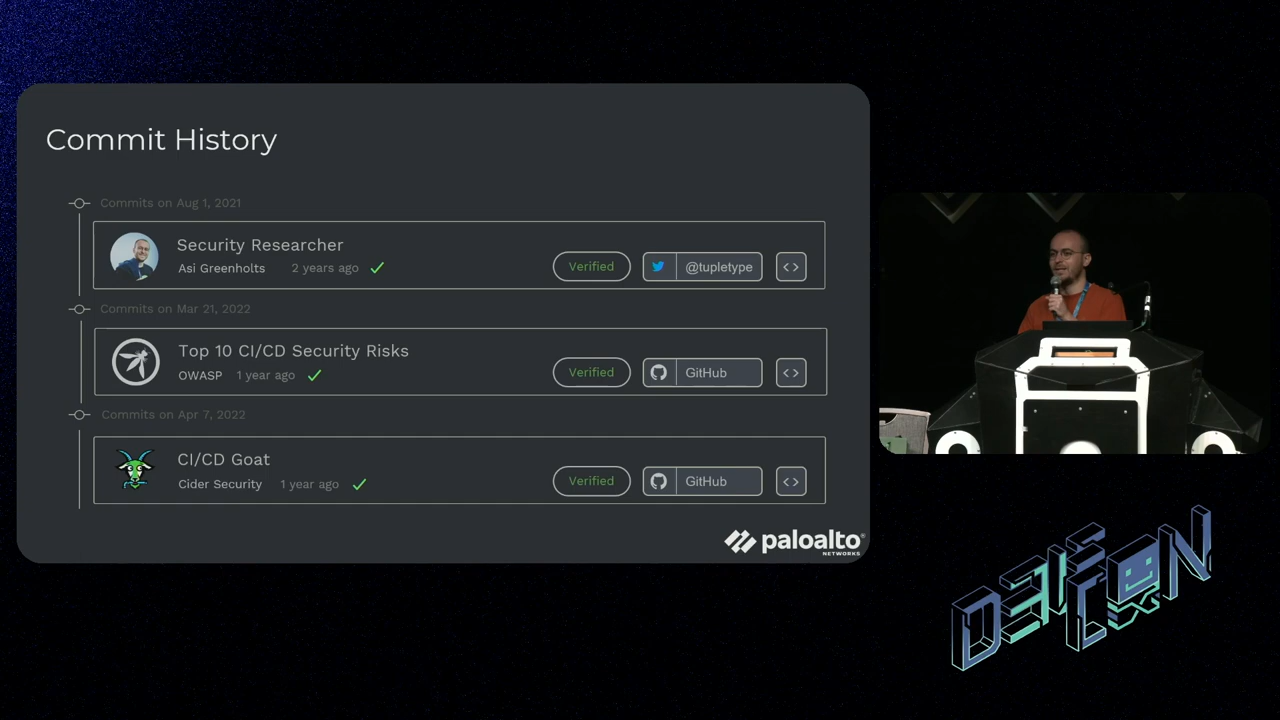 Commit History
Commits on Aug 1, 2021
Security Researcher
Asi Greenholts 2 years ago
Verified
@tupletype
<>
Commits on Mar 21, 2022
Top 10 CI/CD Security Risks
OWASP 1 year ago
Verified
GitHub
<>
Commits on Apr 7, 2022
CI/CD Goat
Cider Security 1 year ago
Verified
GitHub
<>
paloalto
NETWORKS
DEF CON